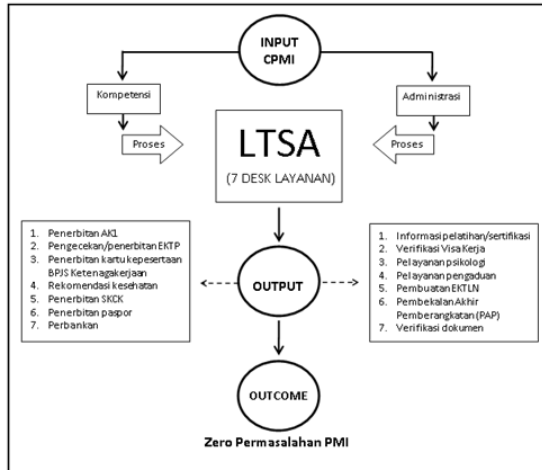 INPUT
CPMI
Kompetensi
Administrasi
Proses
LTSA
(7 DESK LAYANAN)
Proses
1. Penerbitan AK1
2. Pengecekan/penerbitan EKTP
3. Penerbitan kartu kepesertaan
BPJS Ketenagakerjaan
4. Rekomendasi kesehatan
5. Penerbitan SKCK
6. Penerbitan paspor
7. Perbankan
OUTPUT
1. Informasi pelatihan/sertifikasi
2. Verifikasi Visa Kerja
3. Pelayanan psikologi
4. Pelayanan pengaduan
5. Pembuatan EKTLN
6. Pembekalan Akhir
Pemberangkatan (PAP)
7. Verifikasi dokumen
OUTCOME
Zero Permasalahan PMI